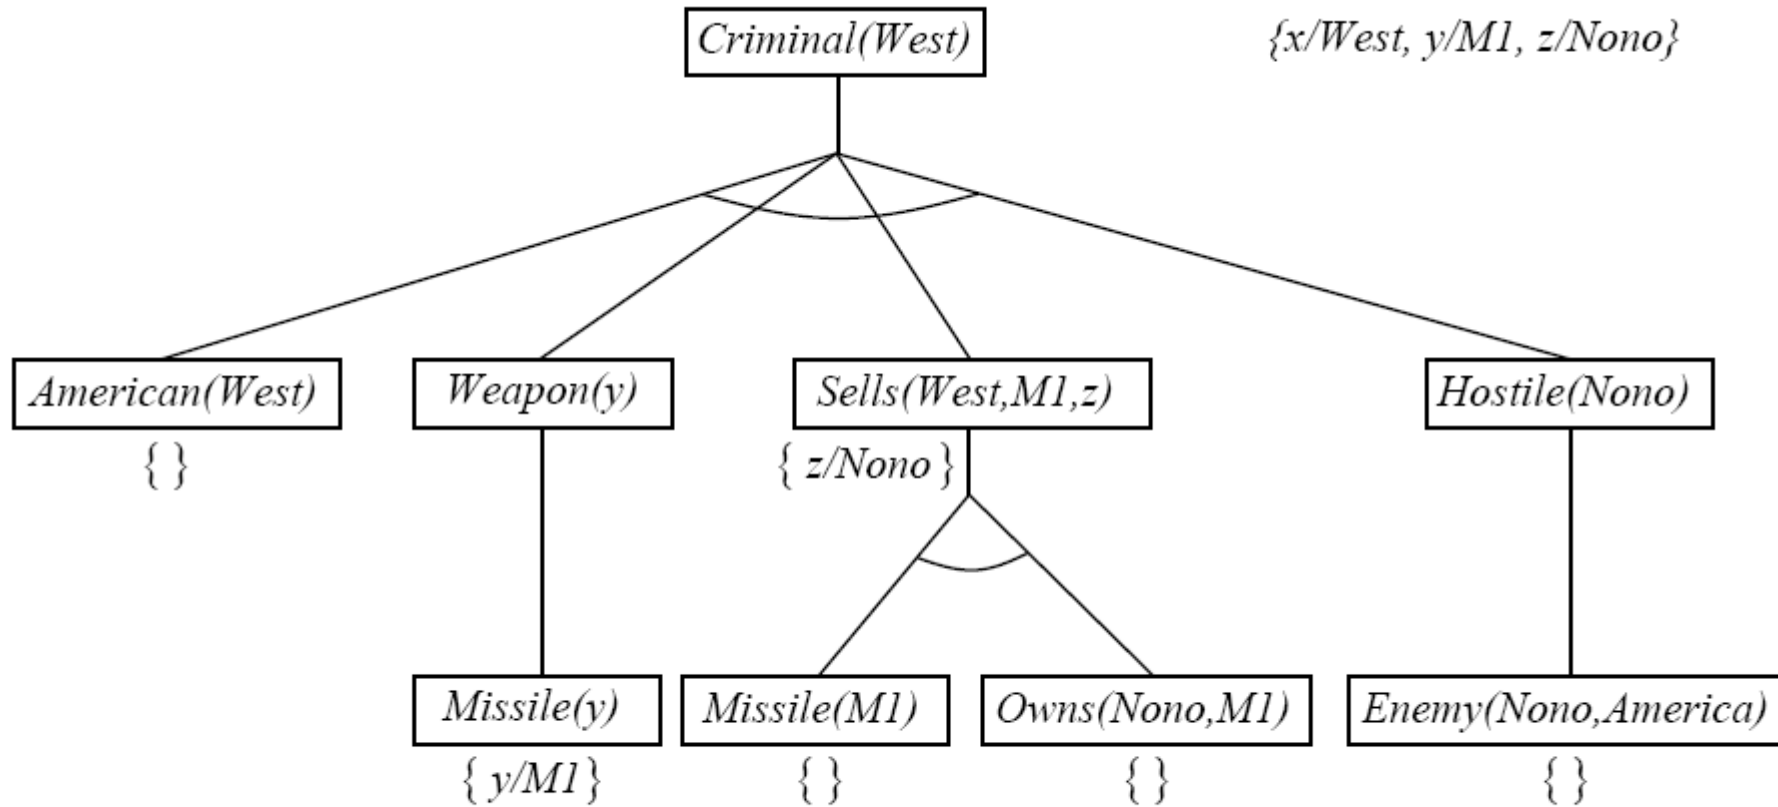 Criminal(West)
{x/West, y/M1, z/Nono}
American(West)
Weapon(y)
Sells(West,M1,z)
Hostile(Nono)
{ }
{ z/Nono }
Missile(y)
Missile(M1)
Owns(Nono,M1)
Enemy(Nono,America)
{ y/M1 }
{ }
{ }
{ }